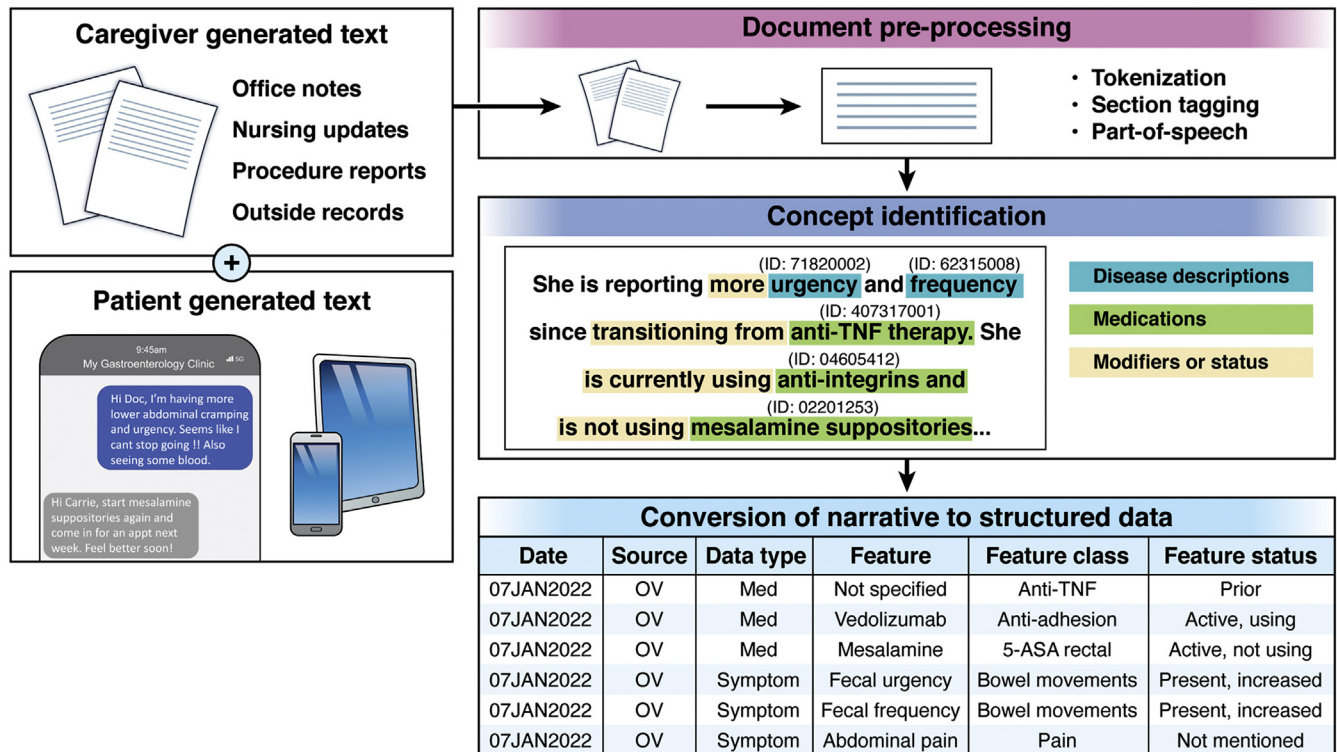 Caregiver generated text
Office notes
Nursing updates
Procedure reports
Outside records
+
Patient generated text
9:45am
5G
My Gastroenterology Clinic
Hi Doc, I'm having more
lower abdominal cramping
and urgency. Seems like I
cant stop going !! Also
seeing some blood.
Hi Carrie, start mesalamine
suppositories again and
come in for an appt next
week. Feel better soon!
Document pre-processing
· Tokenization
· Section tagging
· Part-of-speech
Concept identification
(ID: 71820002) (ID: 62315008)
She is reporting more urgency and frequency
(ID: 407317001)
since transitioning from anti-TNF therapy. She
(ID: 04605412)
is currently using anti-integrins and
(ID: 02201253)
is not using mesalamine suppositories...
Disease descriptions
Medications
Modifiers or status
Conversion of narrative to structured data
Date Source Data type Feature Feature class Feature status
07JAN2022 OV Med Not specified Anti-TNF Prior
07JAN2022 OV Med Vedolizumab Anti-adhesion Active, using
07JAN2022 OV Med Mesalamine 5-ASA rectal Active, not using
07JAN2022 OV Symptom Fecal urgency Bowel movements Present, increased
07JAN2022 OV Symptom Fecal frequency Bowel movements Present, increased
07JAN2022 OV Symptom Abdominal pain Pain Not mentioned